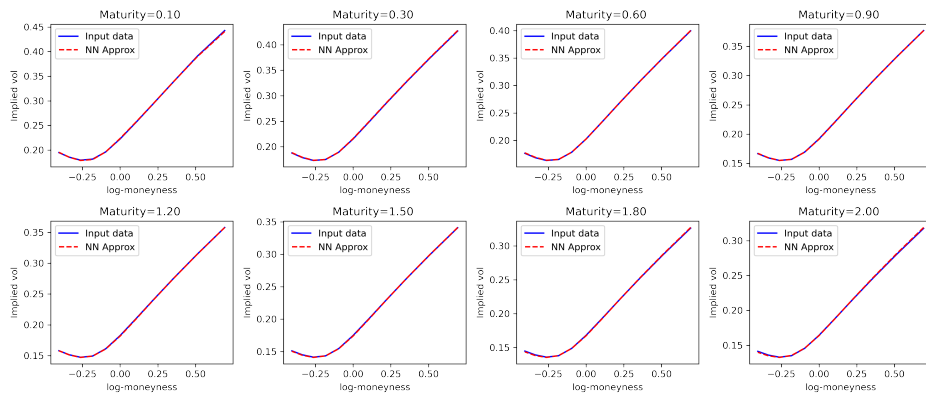 Maturity=0.10
Implied vol
0.45
0.40
0.35
0.30
0.25
0.20
Input data
NN Approx
−0.25
0.00
0.25
0.50
log-moneyness
Maturity=0.30
Implied vol
0.40
0.35
0.30
0.25
0.20
Input data
NN Approx
−0.25
0.00
0.25
0.50
log-moneyness
Maturity=0.60
Implied vol
0.40
0.35
0.30
0.25
0.20
Input data
NN Approx
−0.25
0.00
0.25
0.50
log-moneyness
Maturity=0.90
Implied vol
0.35
0.30
0.25
0.20
0.15
Input data
NN Approx
−0.25
0.00
0.25
0.50
log-moneyness
Maturity=1.20
Implied vol
0.35
0.30
0.25
0.20
0.15
Input data
NN Approx
−0.25
0.00
0.25
0.50
log-moneyness
Maturity=1.50
Implied vol
0.35
0.30
0.25
0.20
0.15
Input data
NN Approx
−0.25
0.00
0.25
0.50
log-moneyness
Maturity=1.80
Implied vol
0.30
0.25
0.20
0.15
Input data
NN Approx
−0.25
0.00
0.25
0.50
log-moneyness
Maturity=2.00
Implied vol
0.30
0.25
0.20
0.15
Input data
NN Approx
−0.25
0.00
0.25
0.50
log-moneyness